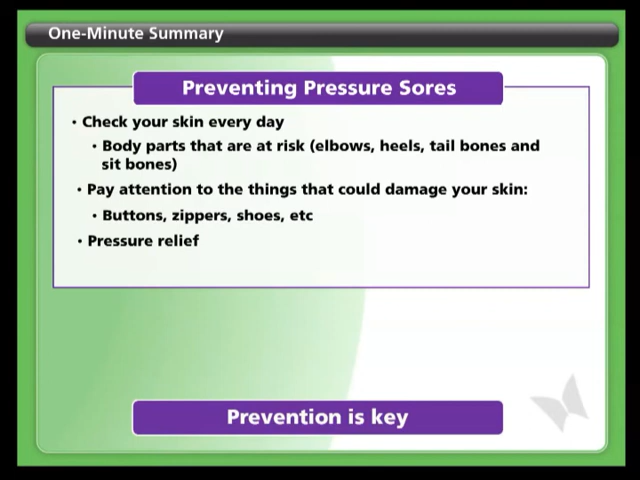 One-Minute Summary
Preventing Pressure Sores
• Check your skin every day
• Body parts that are at risk (elbows, heels, tail bones and
sit bones)
• Pay attention to the things that could damage your skin:
• Buttons, zippers, shoes, etc
• Pressure relief
Prevention is key